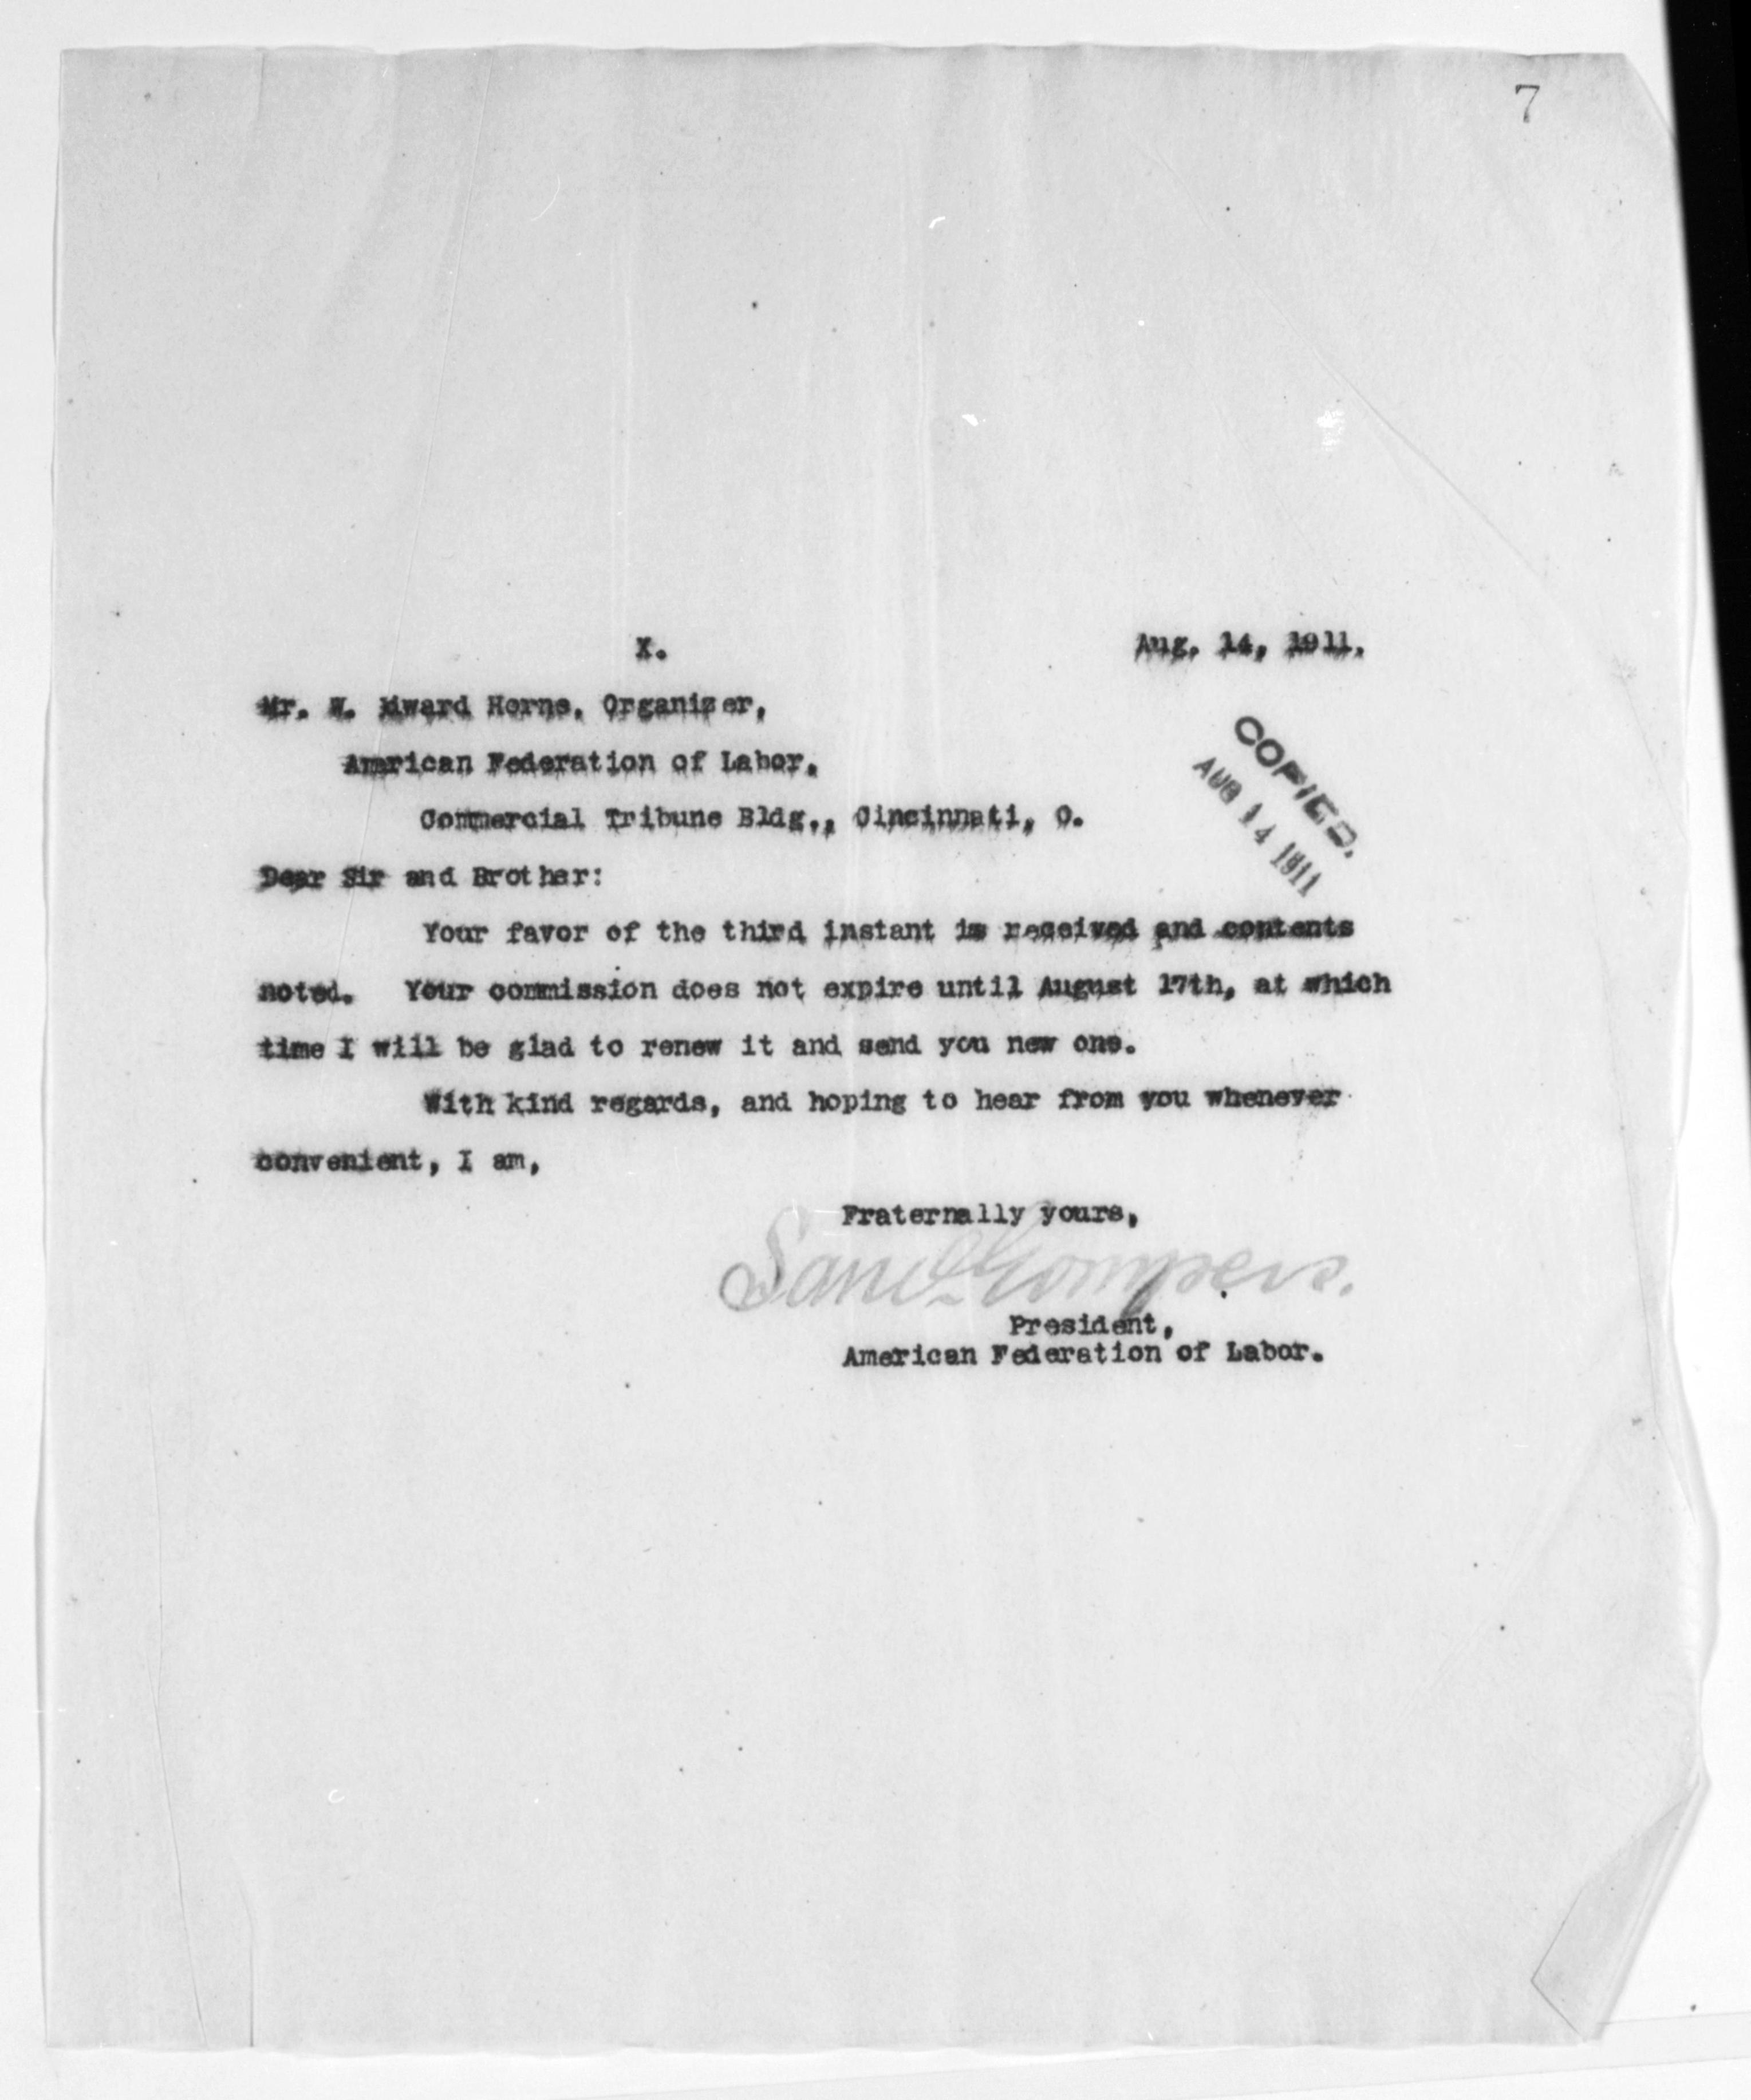 7
X.
Aug. 14, 1911.
Mr. W. Edward Horne, Organizer,
American Federation of Labor,
Commercial Tribune Bldg., Cincinnati, O.
COPIED.
AUG 14 1911
Dear Sir and Brother:
Your favor of the third instant is received and contents
noted. Your commission does not expire until August 17th, at which
time I will be glad to renew it and send you new one.
With kind regards, and hoping to hear from you whenever
convenient, I am,
Fraternally yours,
Saml Gompers.
President,
American Federation of Labor.